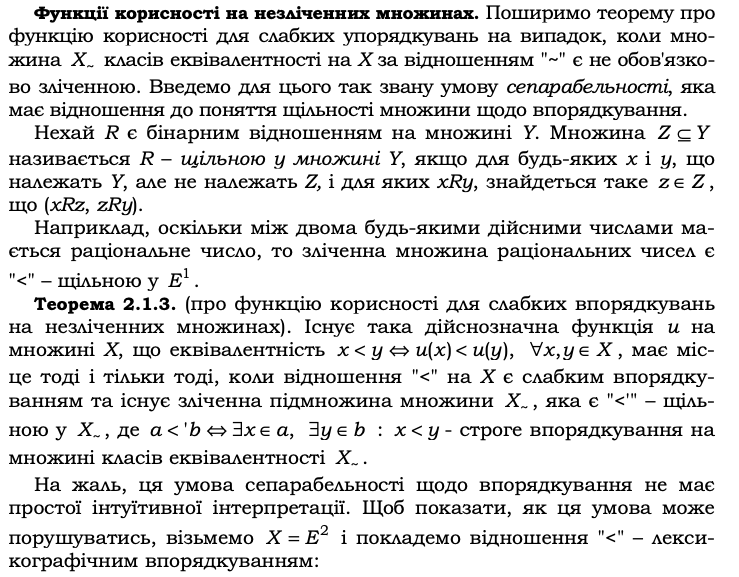 Функції корисності на незліченних множинах. Поширимо теорему про
функцію корисності для слабких упорядкувань на випадок, коли мно-
жина X~ класів еквівалентності на X за відношенням "~" є не обов'язко-
во зліченною. Введемо для цього так звану умову сепарабельності, яка
має відношення до поняття щільності множини щодо впорядкування.
Нехай R є бінарним відношенням на множині Y. Множина Z ⊆ Y
називається R – щільною у множині Y, якщо для будь-яких x і y, що
належать Y, але не належать Z, і для яких xRy, знайдеться таке z ∈ Z ,
що (xRz, zRy).
Наприклад, оскільки між двома будь-якими дійсними числами ма-
ється раціональне число, то зліченна множина раціональних чисел є
"<" – щільною у E¹ .
Теорема 2.1.3. (про функцію корисності для слабких впорядкувань
на незліченних множинах). Існує така дійснозначна функція u на
множині X, що еквівалентність x < y ⇔ u(x) < u(y), ∀x,y ∈ X , має міс-
це тоді і тільки тоді, коли відношення "<" на X є слабким впорядку-
ванням та існує зліченна підмножина множини X~ , яка є "<'" – щіль-
ною у X~ , де a <'b ⇔ ∃x ∈ a, ∃y ∈ b : x < y - строге впорядкування на
множині класів еквівалентності X~ .
На жаль, ця умова сепарабельності щодо впорядкування не має
простої інтуїтивної інтерпретації. Щоб показати, як ця умова може
порушуватись, візьмемо X = E² і покладемо відношення "<" – лекси-
кографічним впорядкуванням: